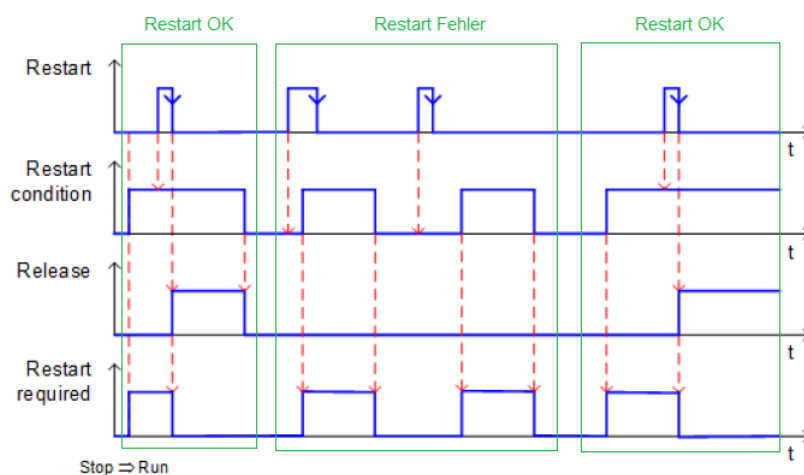 Restart OK
Restart Fehler
Restart OK
Restart
t
Restart
condition
t
Release
t
Restart
required
t
Stop ⇒ Run